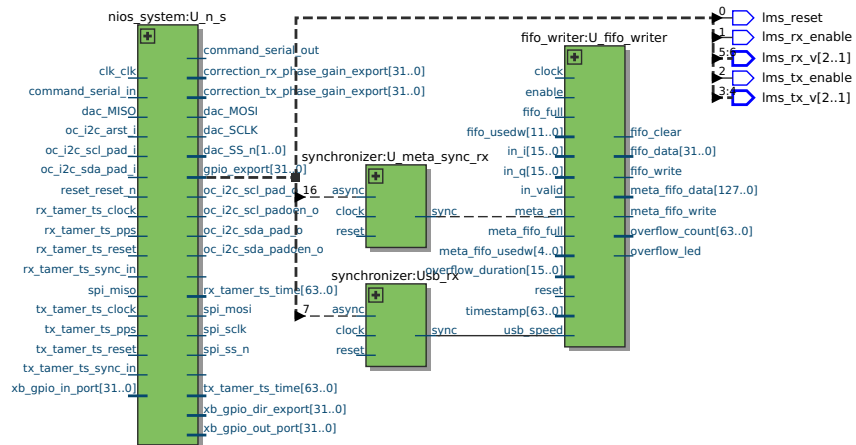 nios_system:U_n_s
command_serial_out
clk_clk
correction_rx_phase_gain_export[31..0]
command_serial_in
correction_tx_phase_gain_export[31..0]
dac_MISO
dac_MOSI
oc_i2c_arst_i
dac_SCLK
oc_i2c_scl_pad_i
dac_SS_n[1..0]
oc_i2c_sda_pad_i
gpio_export[31..0]
reset_reset_n
oc_i2c_scl_pad_o
rx_tamer_ts_clock
oc_i2c_scl_padoen_o
rx_tamer_ts_pps
oc_i2c_sda_pad_o
rx_tamer_ts_reset
oc_i2c_sda_padoen_o
rx_tamer_ts_sync_in
spi_miso
rx_tamer_ts_time[63..0]
tx_tamer_ts_clock
spi_mosi
tx_tamer_ts_pps
spi_sclk
tx_tamer_ts_reset
spi_ss_n
tx_tamer_ts_sync_in
xb_gpio_in_port[31..0]
tx_tamer_ts_time[63..0]
xb_gpio_dir_export[31..0]
xb_gpio_out_port[31..0]
synchronizer:U_meta_sync_rx
16
async
clock
sync
reset
synchronizer:Usb_rx
7
async
clock
sync
reset
fifo_writer:U_fifo_writer
clock
enable
fifo_full
fifo_usedw[11..0]
fifo_clear
in_i[15..0]
fifo_data[31..0]
in_q[15..0]
fifo_write
in_valid
meta_fifo_data[127..0]
meta_en
meta_fifo_write
meta_fifo_full
overflow_count[63..0]
meta_fifo_usedw[4..0]
overflow_led
overflow_duration[15..0]
reset
timestamp[63..0]
usb_speed
0
lms_reset
1
lms_rx_enable
5:6
lms_rx_v[2..1]
2
lms_tx_enable
3:4
lms_tx_v[2..1]